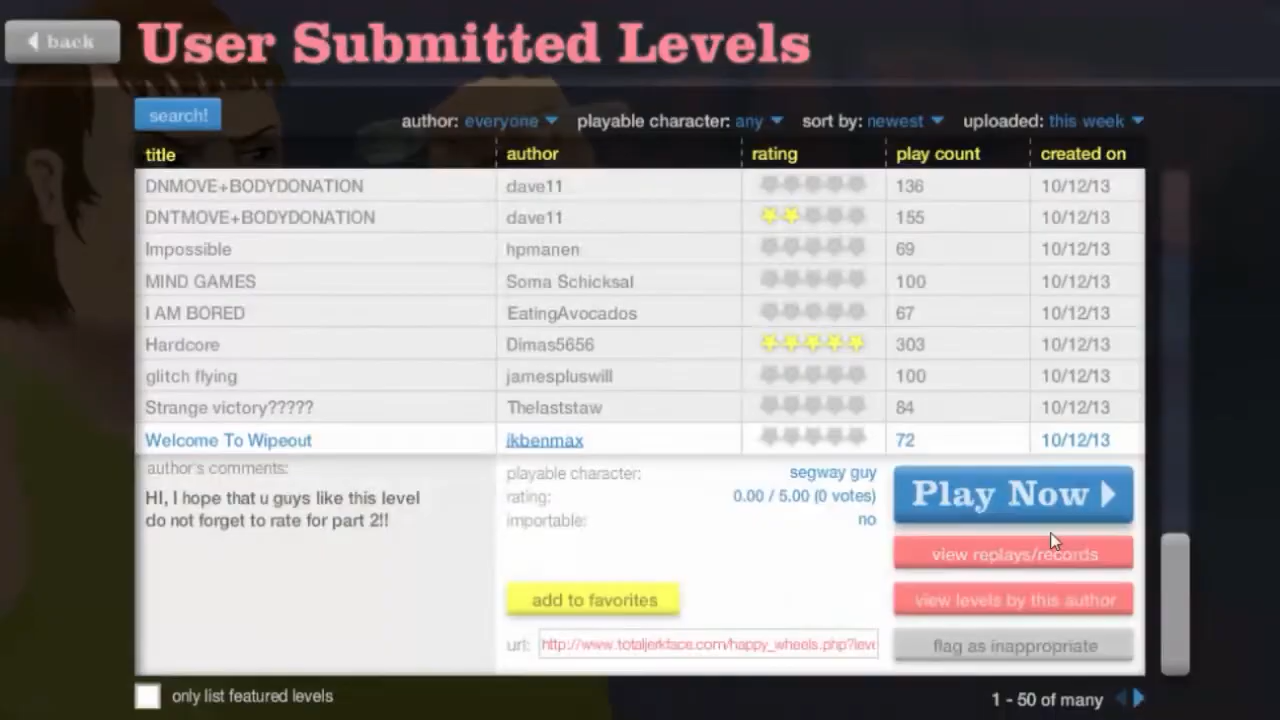 back
User Submitted Levels
search!
author: everyone playable character: any sort by: newest uploaded: this week
title author rating play count created on
DNMOVE+BODYDONATION dave11 136 10/12/13
DNTMOVE+BODYDONATION dave11 155 10/12/13
Impossible hpmanen 69 10/12/13
MIND GAMES Soma Schicksal 100 10/12/13
I AM BORED EatingAvocados 67 10/12/13
Hardcore Dimas5656 303 10/12/13
glitch flying jamespluswill 100 10/12/13
Strange victory????? Thelaststaw 84 10/12/13
Welcome To Wipeout ikbenmax 72 10/12/13
author's comments:
HI, I hope that u guys like this level
do not forget to rate for part 2!!
playable character: segway guy
rating: 0.00 / 5.00 (0 votes)
importable: no
add to favorites
url: http://www.totaljerkface.com/happy_wheels.php?leve
Play Now
view replays/records
view levels by this author
flag as inappropriate
only list featured levels
1 - 50 of many